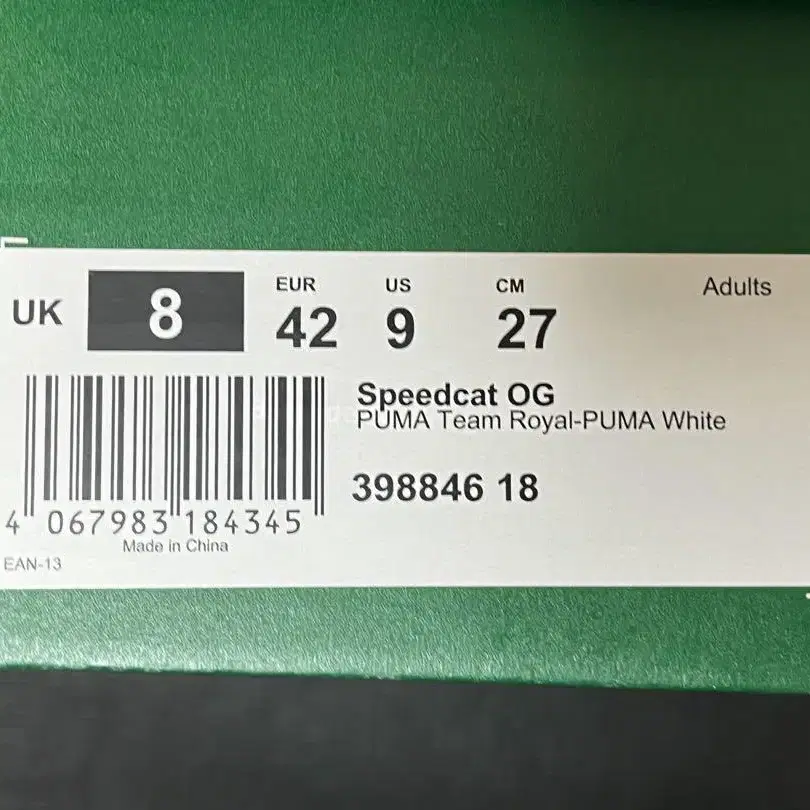 UK 8 EUR 42 US 9 CM 27 Adults
Speedcat OG
PUMA Team Royal-PUMA White
398846 18
4 067983 184345
Made in China
EAN-13